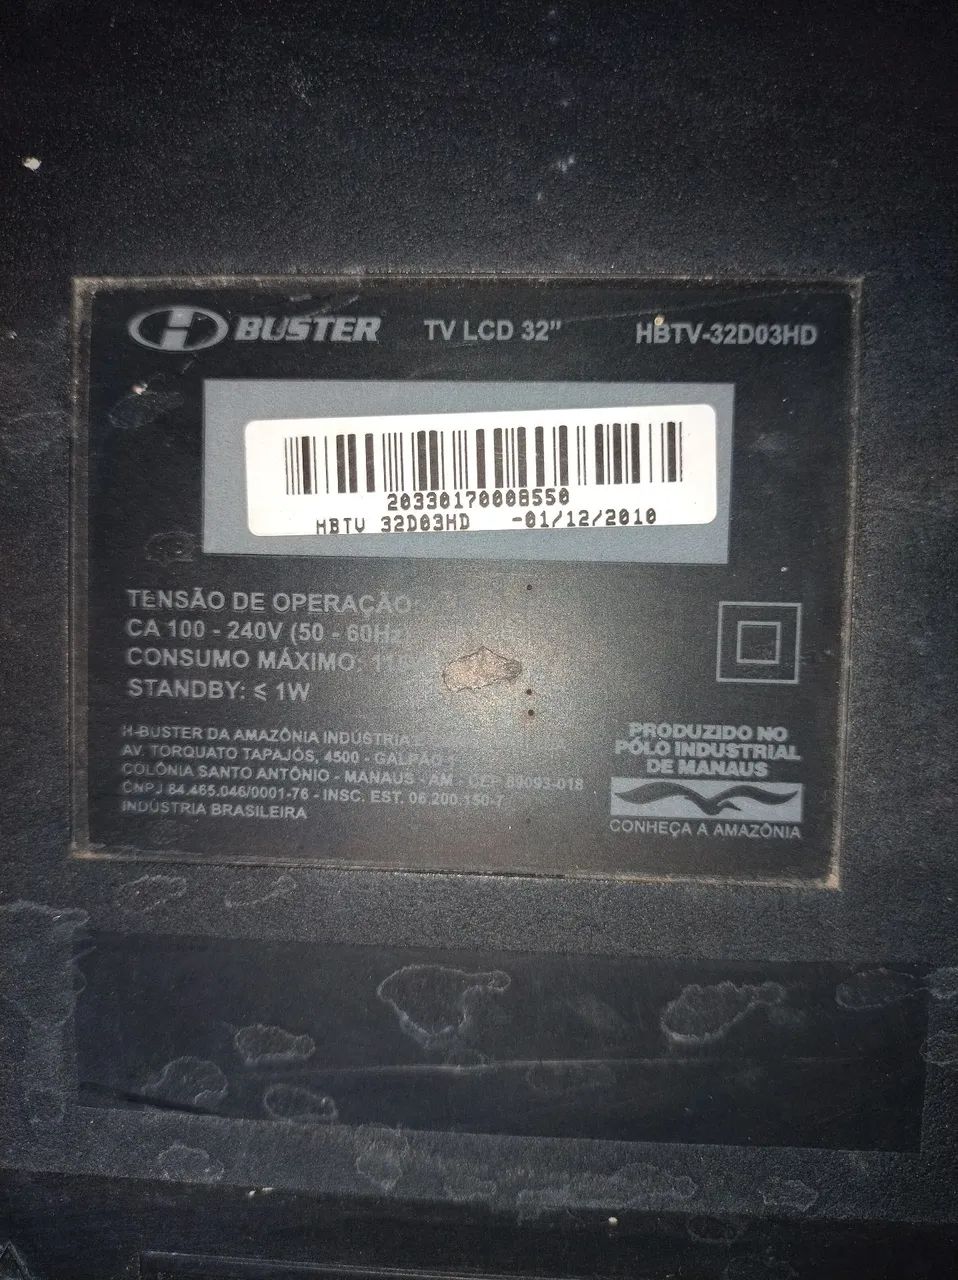 H BUSTER TV LCD 32" HBTV-32D03HD
20330170008550
HBTV 32D03HD -01/12/2010
TENSÃO DE OPERAÇÃO:
CA 100 - 240V (50 - 60Hz)
CONSUMO MÁXIMO:
STANDBY: ≤ 1W
H-BUSTER DA AMAZÔNIA INDÚSTRIA
AV. TORQUATO TAPAJÓS, 4500 - GALPÃO
COLÔNIA SANTO ANTÔNIO - MANAUS - AM - CEP 69093-018
CNPJ 84.465.046/0001-76 - INSC. EST. 06.200.150-7
INDÚSTRIA BRASILEIRA
PRODUZIDO NO
PÓLO INDUSTRIAL
DE MANAUS
CONHEÇA A AMAZÔNIA